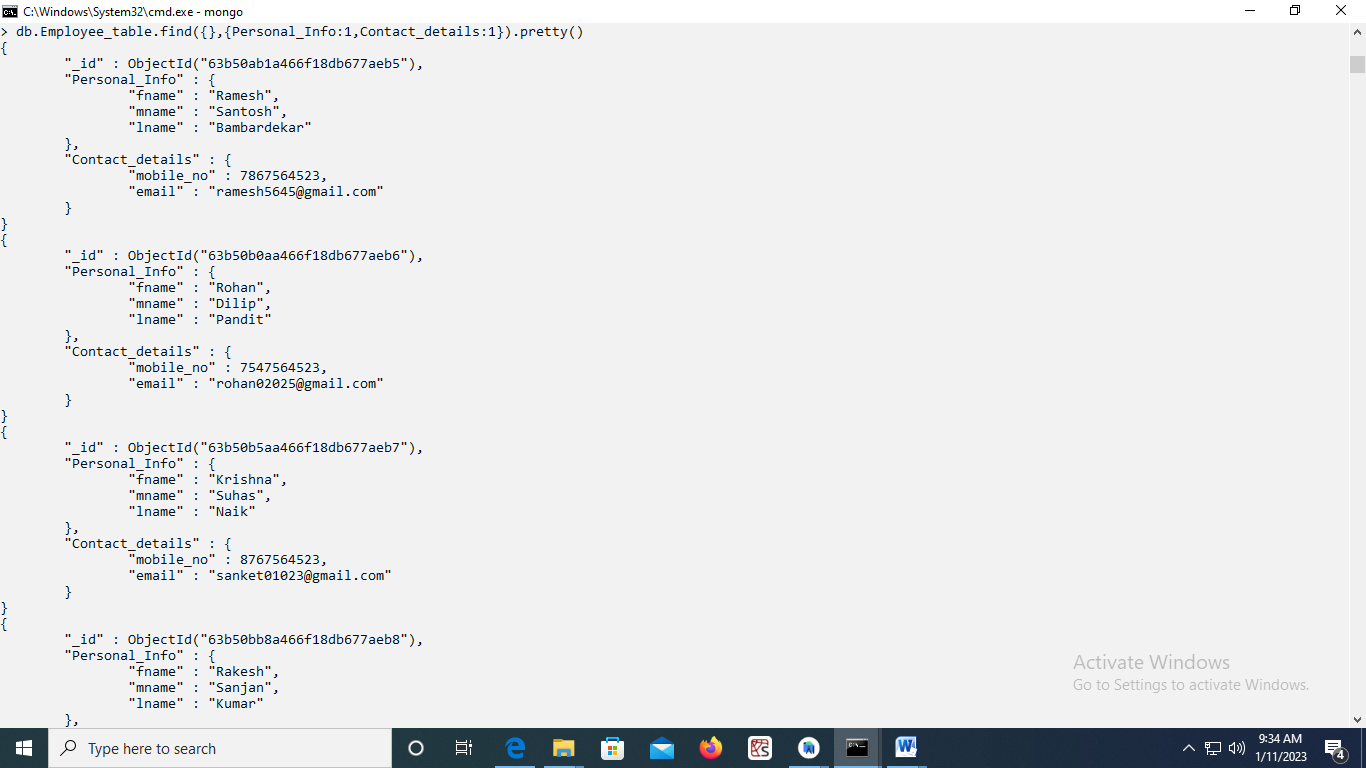 C:\Windows\System32\cmd.exe - mongo
> db.Employee_table.find({},{Personal_Info:1,Contact_details:1}).pretty()
{
        "_id" : ObjectId("63b50ab1a466f18db677aeb5"),
        "Personal_Info" : {
                "fname" : "Ramesh",
                "mname" : "Santosh",
                "lname" : "Bambardekar"
        },
        "Contact_details" : {
                "mobile_no" : 7867564523,
                "email" : "ramesh5645@gmail.com"
        }
}
{
        "_id" : ObjectId("63b50b0aa466f18db677aeb6"),
        "Personal_Info" : {
                "fname" : "Rohan",
                "mname" : "Dilip",
                "lname" : "Pandit"
        },
        "Contact_details" : {
                "mobile_no" : 7547564523,
                "email" : "rohan02025@gmail.com"
        }
}
{
        "_id" : ObjectId("63b50b5aa466f18db677aeb7"),
        "Personal_Info" : {
                "fname" : "Krishna",
                "mname" : "Suhas",
                "lname" : "Naik"
        },
        "Contact_details" : {
                "mobile_no" : 8767564523,
                "email" : "sanket01023@gmail.com"
        }
}
{
        "_id" : ObjectId("63b50bb8a466f18db677aeb8"),
        "Personal_Info" : {
                "fname" : "Rakesh",
                "mname" : "Sanjan",
                "lname" : "Kumar"
        },
Activate Windows
Go to Settings to activate Windows.
Type here to search
9:34 AM
1/11/2023
4